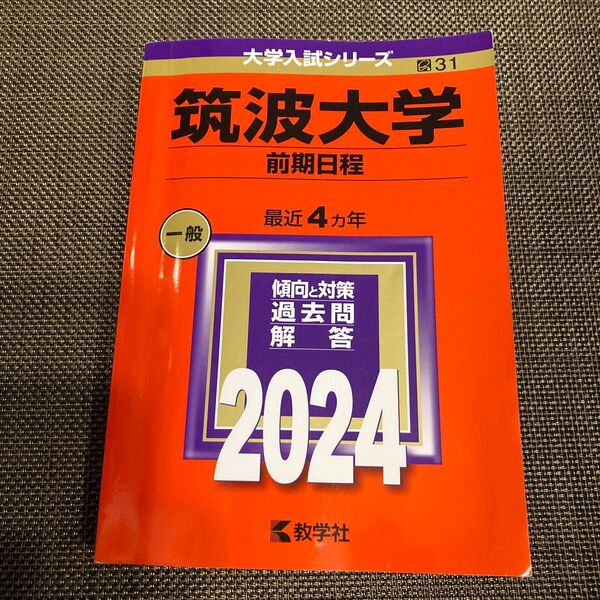 大学入試シリーズ
31
筑波大学
前期日程
最近4カ年
一般
傾向と対策
過去問
解答
2024
教学社